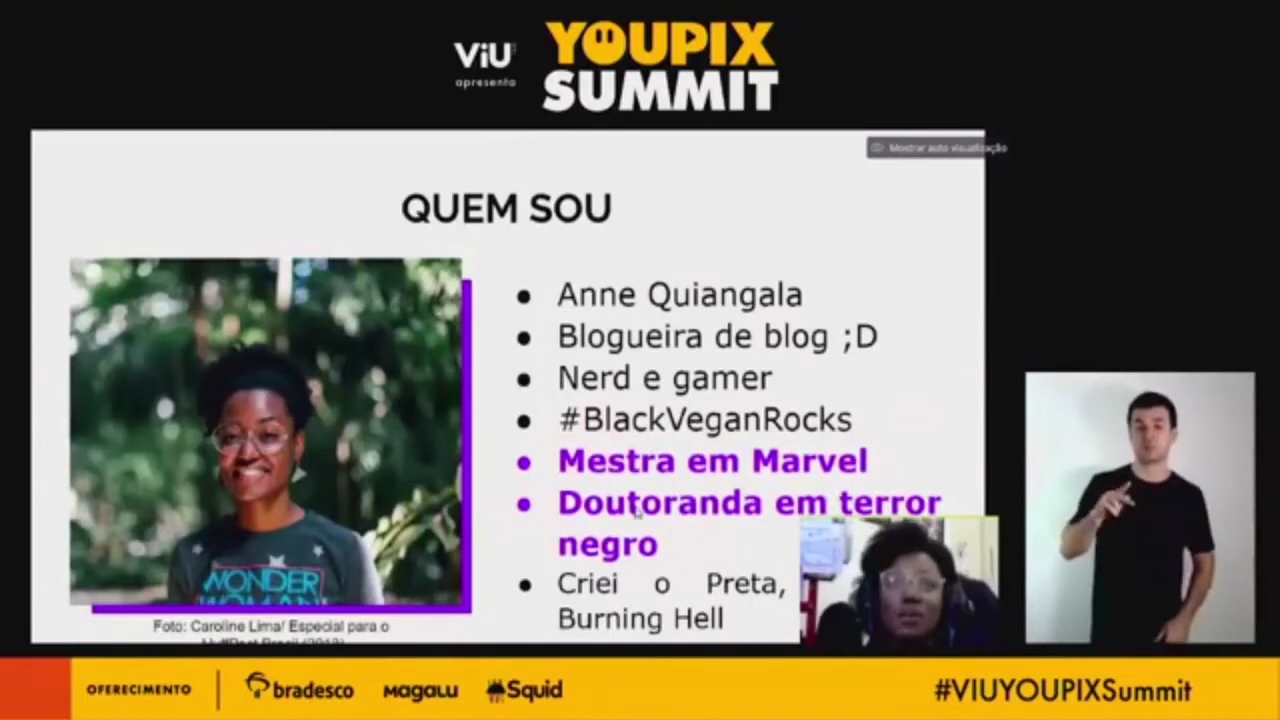 ViU
apresenta
YOUPIX
SUMMIT
Mostrar auto visualização
QUEM SOU
Anne Quiangala
Blogueira de blog ;D
Nerd e gamer
#BlackVeganRocks
Mestra em Marvel
Doutoranda em terror
negro
Criei o Preta,
Burning Hell
WONDER
WOMAN!
Foto: Caroline Lima/ Especial para o
OFERECIMENTO
bradesco
MAGALU
Squid
#VIUYOUPIXSummit